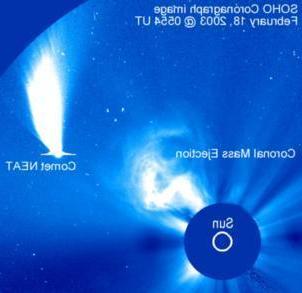 SOHO Coronagraph image
February, 18, 2003 @ 0554 UT
Coronal Mass Ejection
Comet NEAT
Sun